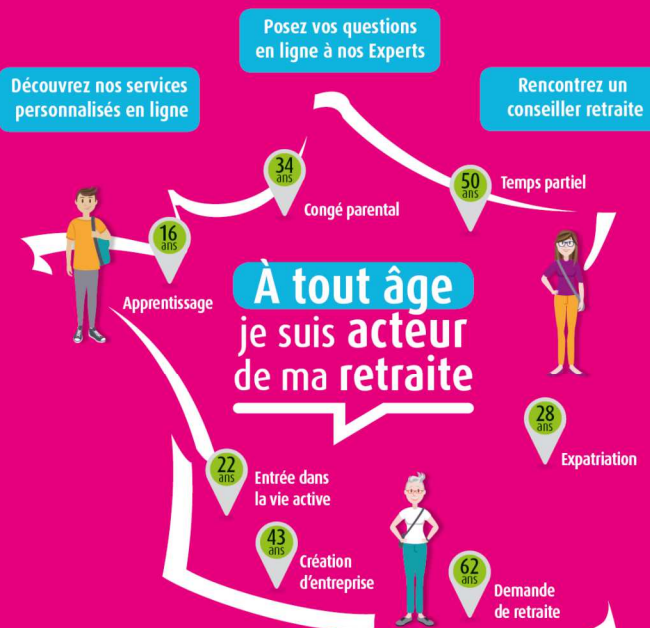 Posez vos questions
en ligne à nos Experts
Découvrez nos services
personnalisés en ligne
Rencontrez un
conseiller retraite
34
ans
Congé parental
50
ans
Temps partiel
16
ans
Apprentissage
À tout âge
je suis acteur
de ma retraite
28
ans
Expatriation
22
ans
Entrée dans
la vie active
43
ans
Création
d'entreprise
62
ans
Demande
de retraite